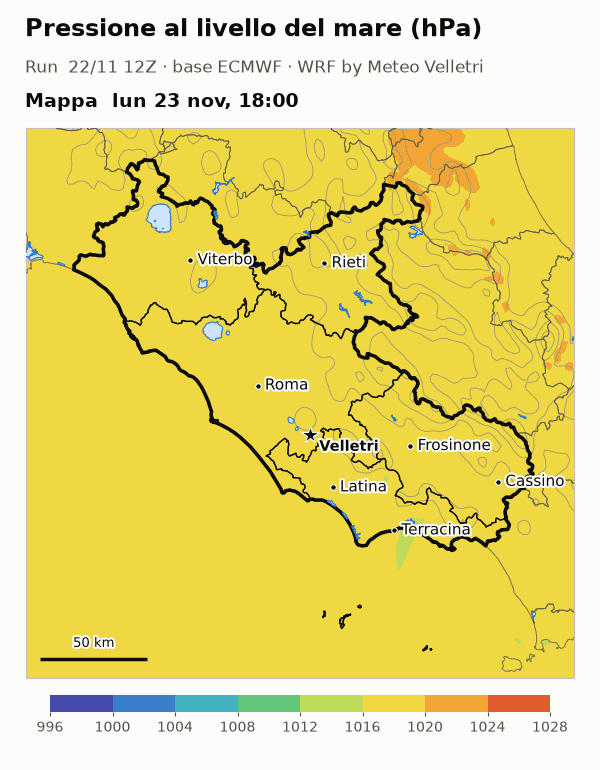 Pressione al livello del mare (hPa)
Run  22/11 12Z · base ECMWF · WRF by Meteo Velletri
Mappa  lun 23 nov, 18:00
Viterbo
Rieti
Roma
Velletri
Frosinone
Latina
Cassino
Terracina
50 km
996 1000 1004 1008 1012 1016 1020 1024 1028